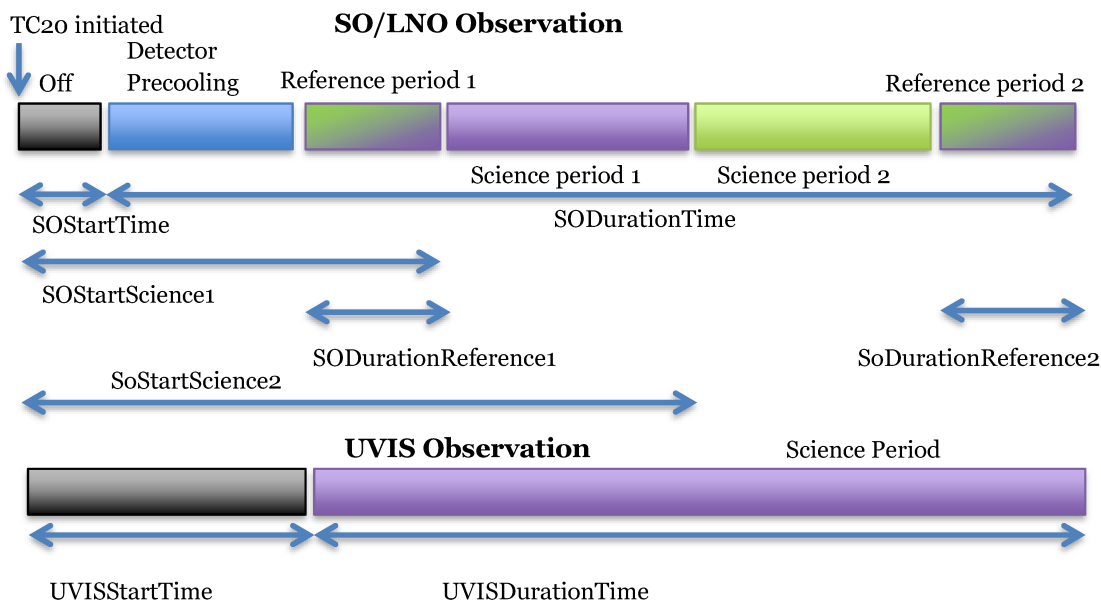 TC20 initiated
SO/LNO Observation
Off
Detector
Precooling
Reference period 1
Reference period 2
Science period 1
Science period 2
SOStartTime
SODurationTime
SOStartScience1
SODurationReference1
SoDurationReference2
SoStartScience2
UVIS Observation
Science Period
UVISStartTime
UVISDurationTime